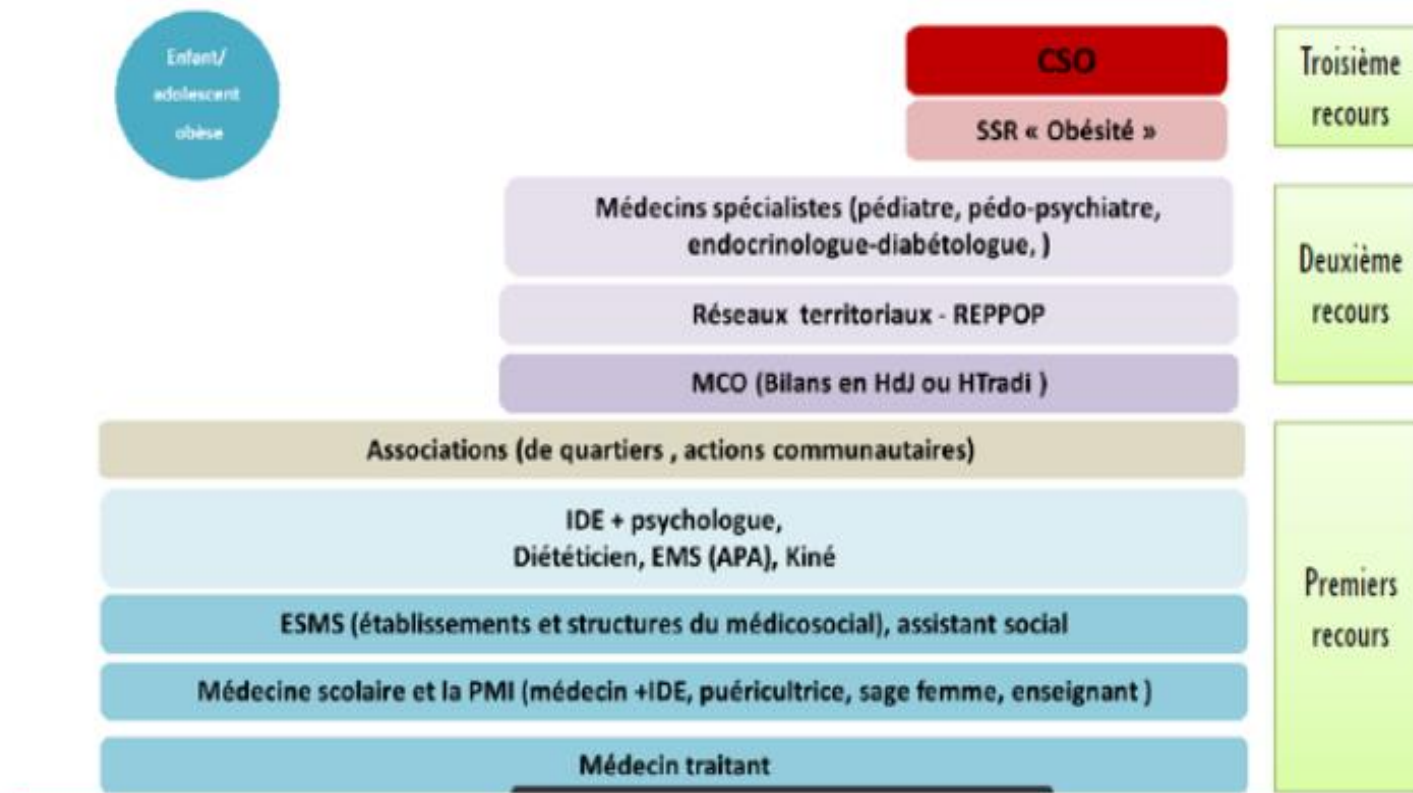 Enfant/
adolescent
obèse
CSO
SSR « Obésité »
Troisième
recours
Médecins spécialistes (pédiatre, pédo-psychiatre,
endocrinologue-diabétologue, )
Réseaux territoriaux - REPPOP
MCO (Bilans en HdJ ou HTradi )
Deuxième
recours
Associations (de quartiers , actions communautaires)
IDE + psychologue,
Diététicien, EMS (APA), Kiné
ESMS (établissements et structures du médicosocial), assistant social
Médecine scolaire et la PMI (médecin +IDE, puéricultrice, sage femme, enseignant )
Médecin traitant
Premiers
recours